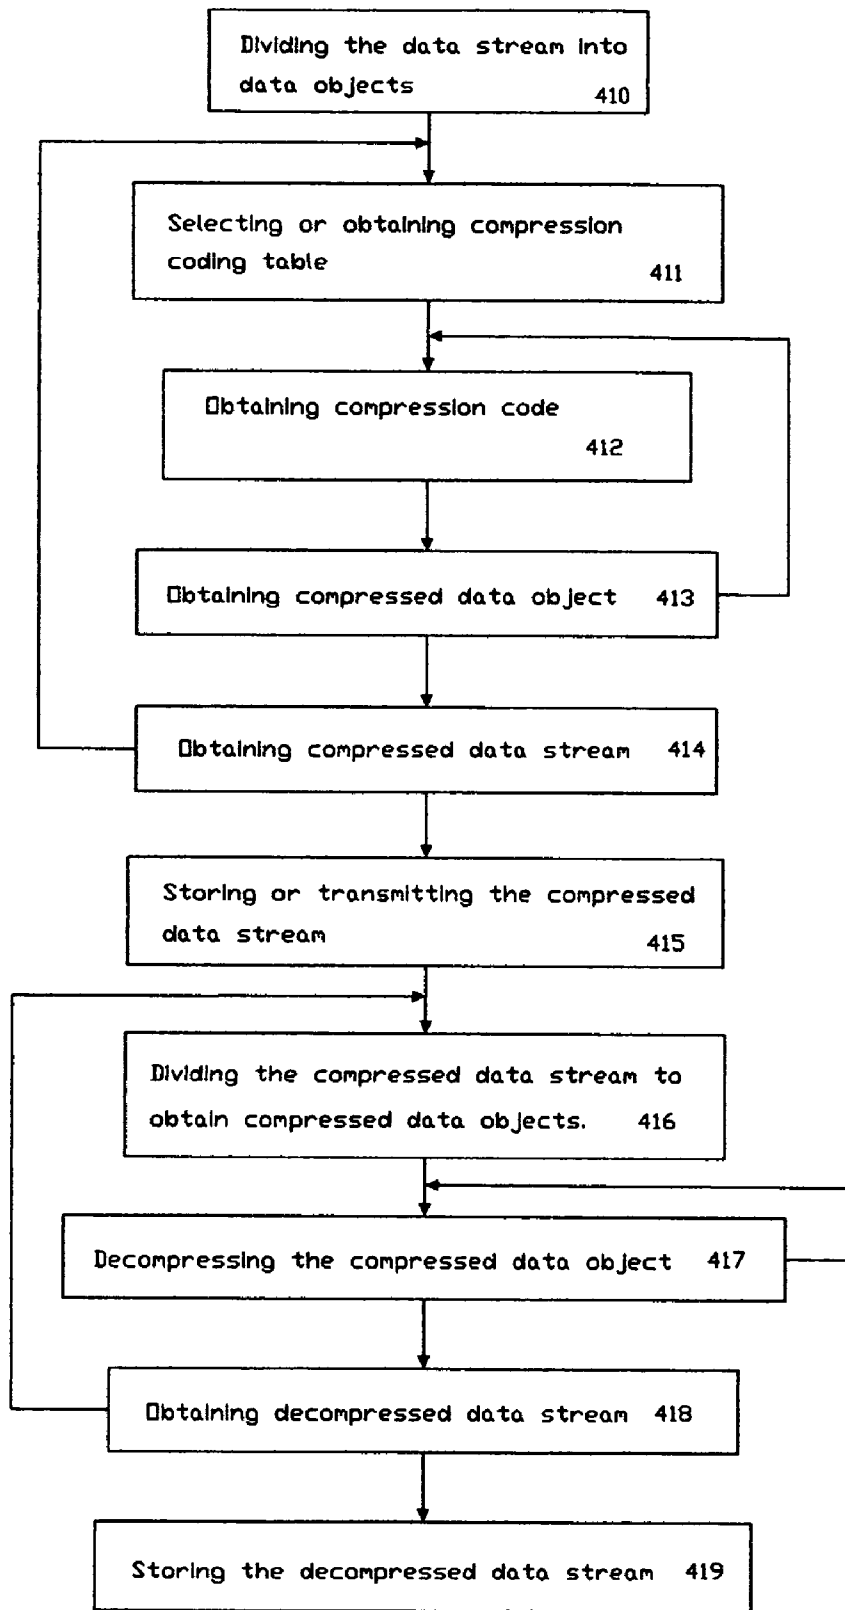 Dividing the data stream into
data objects 410
Selecting or obtaining compression
coding table 411
Obtaining compression code
412
Obtaining compressed data object 413
Obtaining compressed data stream 414
Storing or transmitting the compressed
data stream 415
Dividing the compressed data stream to
obtain compressed data objects. 416
Decompressing the compressed data object 417
Obtaining decompressed data stream 418
Storing the decompressed data stream 419